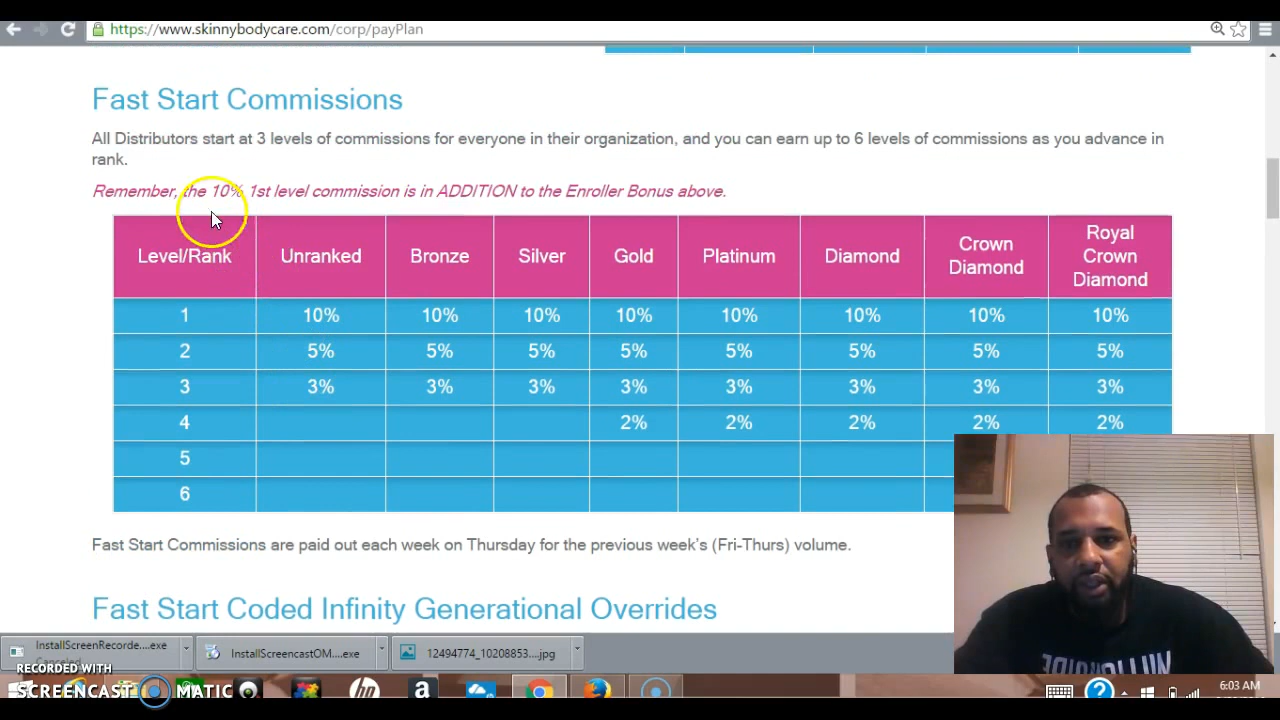 https://www.skinnybodycare.com/corp/payPlan
Fast Start Commissions
All Distributors start at 3 levels of commissions for everyone in their organization, and you can earn up to 6 levels of commissions as you advance in
rank.
Remember, the 10% 1st level commission is in ADDITION to the Enroller Bonus above.
Level/Rank Unranked Bronze Silver Gold Platinum Diamond Crown Diamond Royal Crown Diamond
1 10% 10% 10% 10% 10% 10% 10% 10%
2 5% 5% 5% 5% 5% 5% 5% 5%
3 3% 3% 3% 3% 3% 3% 3% 3%
4 2% 2% 2% 2% 2%
5
6
Fast Start Commissions are paid out each week on Thursday for the previous week's (Fri-Thurs) volume.
Fast Start Coded Infinity Generational Overrides
InstallScreenRecorde....exe
Canceled
InstallScreencastOM....exe
12494774_10208853....jpg
RECORDED WITH
SCREENCAST MATIC
hp
a
?
6:03 AM